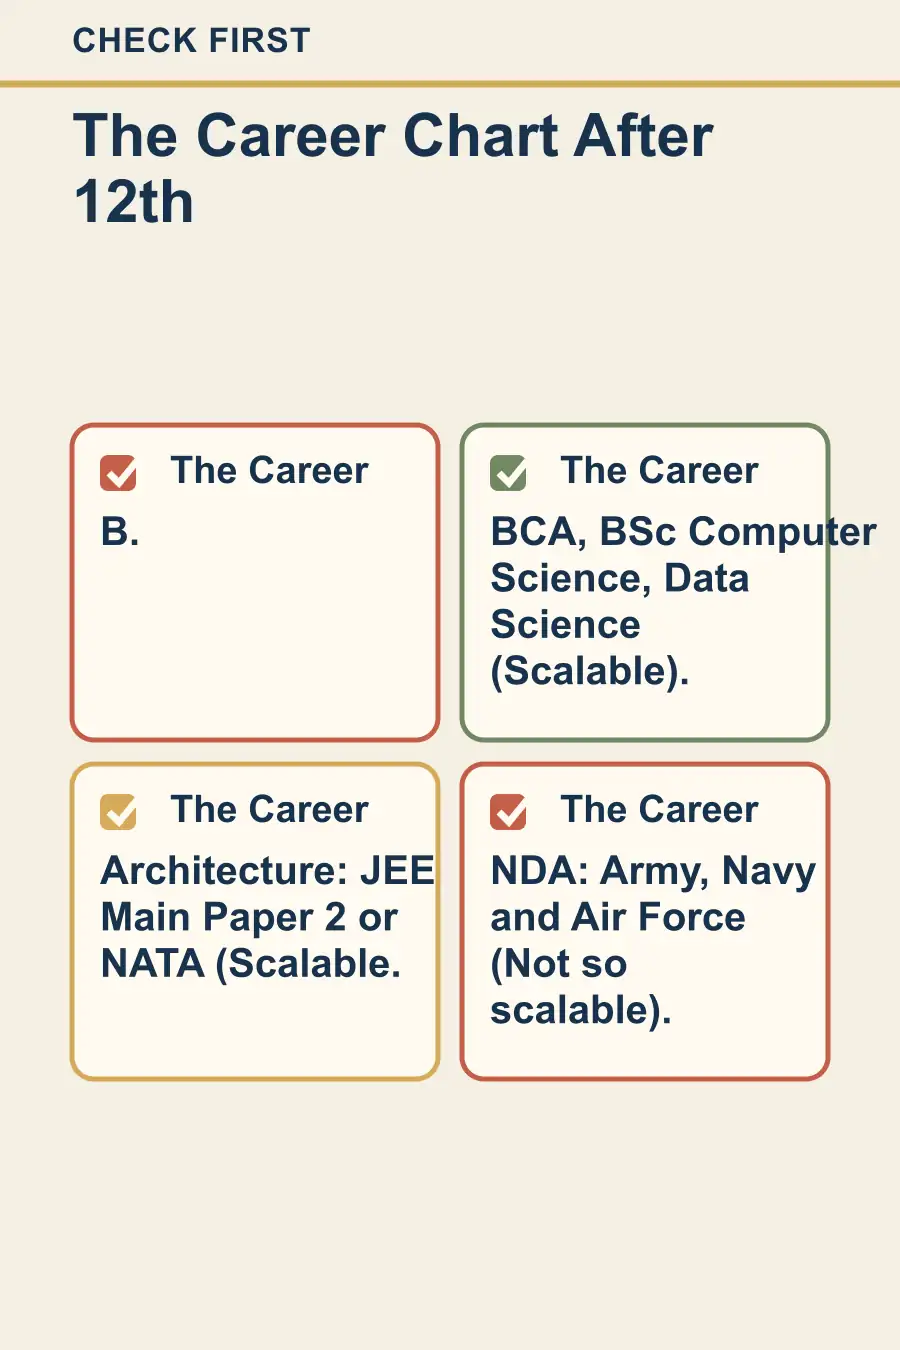 CHECK FIRST
The Career Chart After
12th
The Career
B.
The Career
BCA, BSc Computer
Science, Data
Science
(Scalable).
The Career
Architecture: JEE
Main Paper 2 or
NATA (Scalable.
The Career
NDA: Army, Navy
and Air Force
(Not so
scalable).